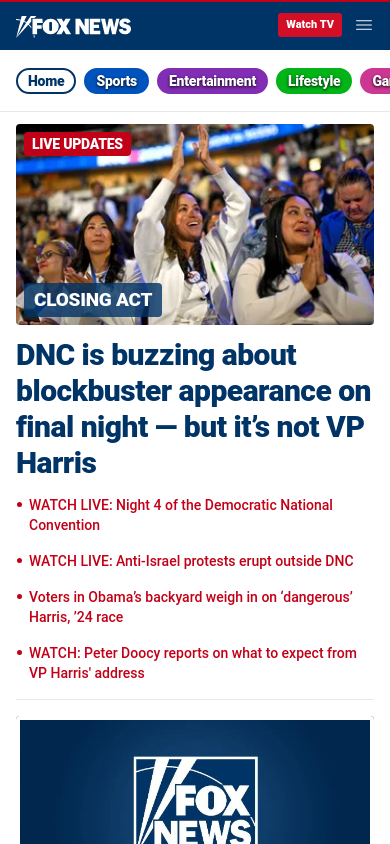 FOX NEWS
Watch TV
Home
Sports
Entertainment
Lifestyle
LIVE UPDATES
CLOSING ACT
DNC is buzzing about
blockbuster appearance on
final night — but it’s not VP
Harris
• WATCH LIVE: Night 4 of the Democratic National
Convention
• WATCH LIVE: Anti-Israel protests erupt outside DNC
• Voters in Obama’s backyard weigh in on ‘dangerous’
Harris, ’24 race
• WATCH: Peter Doocy reports on what to expect from
VP Harris' address
FOX
NEWS